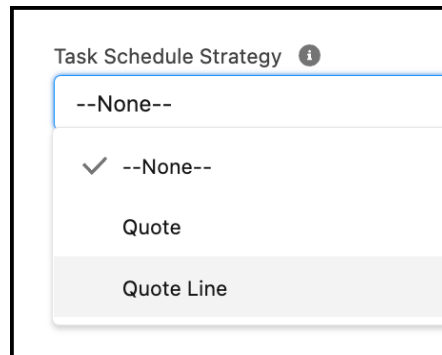 Task Schedule Strategy
--None--
--None--
Quote
Quote Line